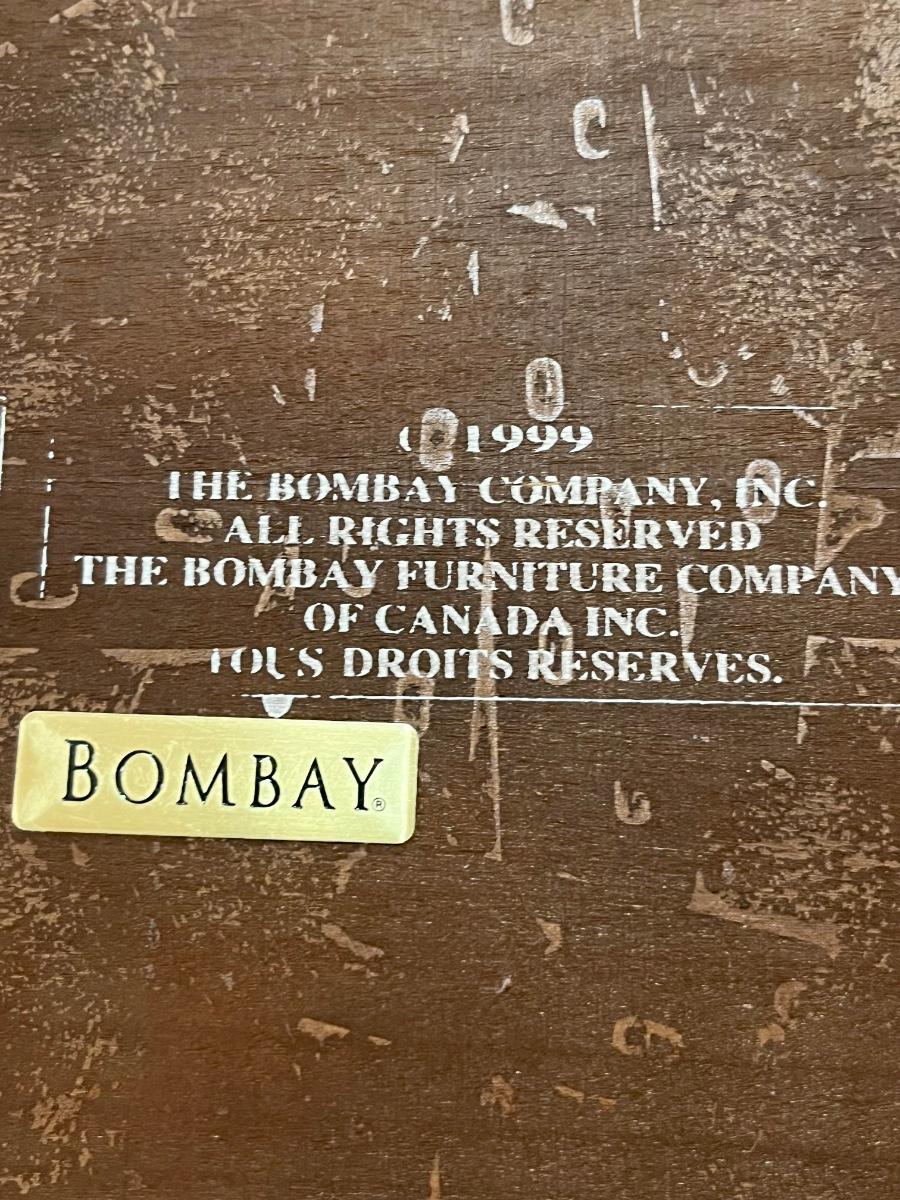 © 1999
THE BOMBAY COMPANY, INC.
ALL RIGHTS RESERVED
THE BOMBAY FURNITURE COMPANY
OF CANADA INC.
TOUS DROITS RESERVES.
BOMBAY®